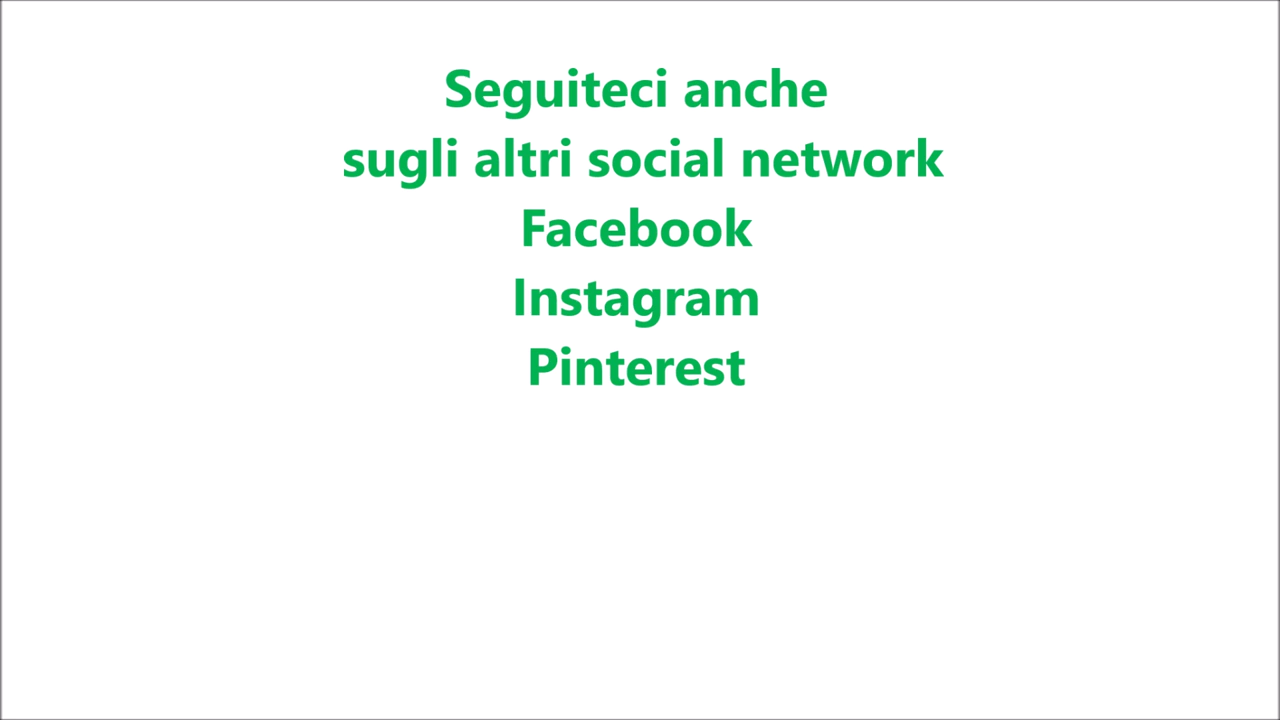 Seguiteci anche
sugli altri social network
Facebook
Instagram
Pinterest